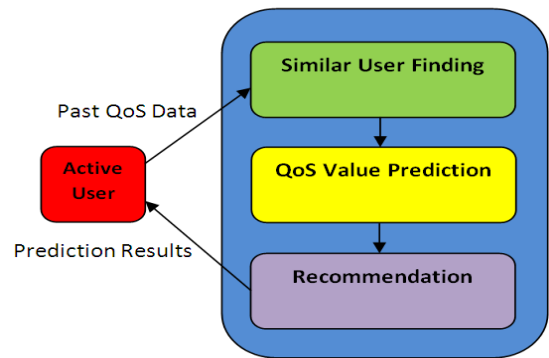 Similar User Finding
Past QoS Data
Active
User
QoS Value Prediction
Prediction Results
Recommendation